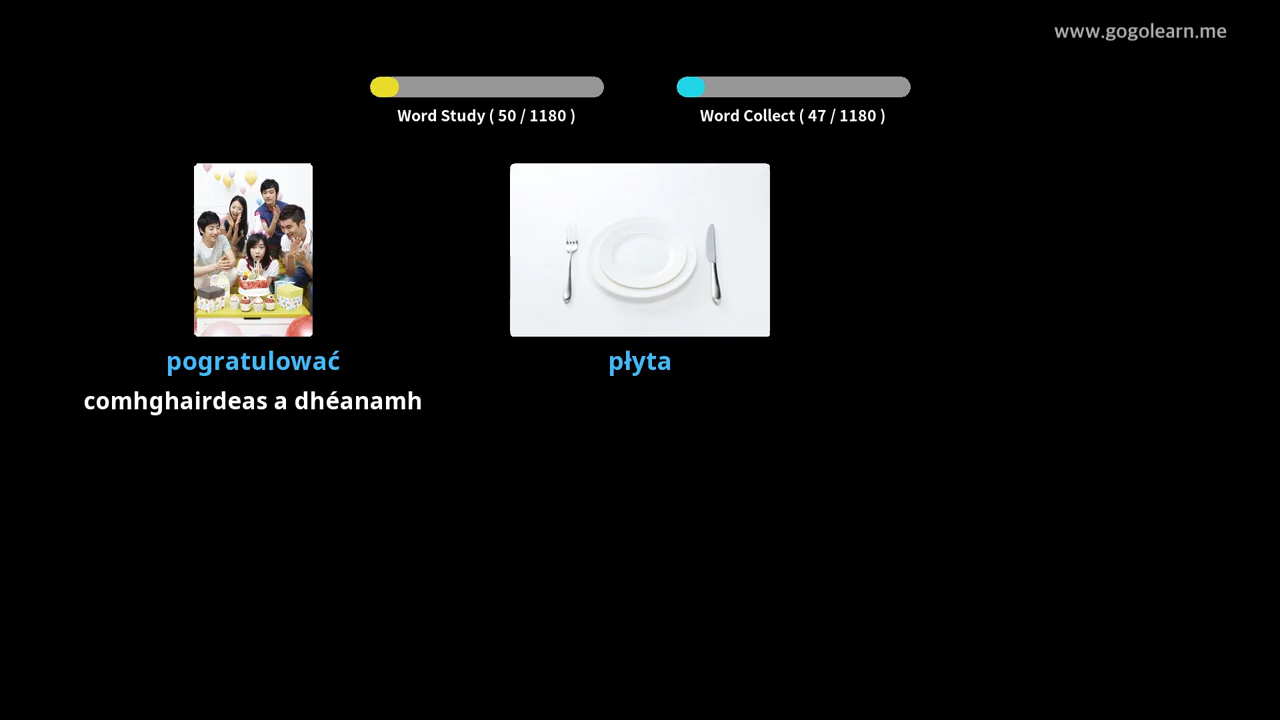 www.gogolearn.me
Word Study ( 50 / 1180 )
Word Collect ( 47 / 1180 )
pogratulować
płyta
comhghairdeas a dhéanamh